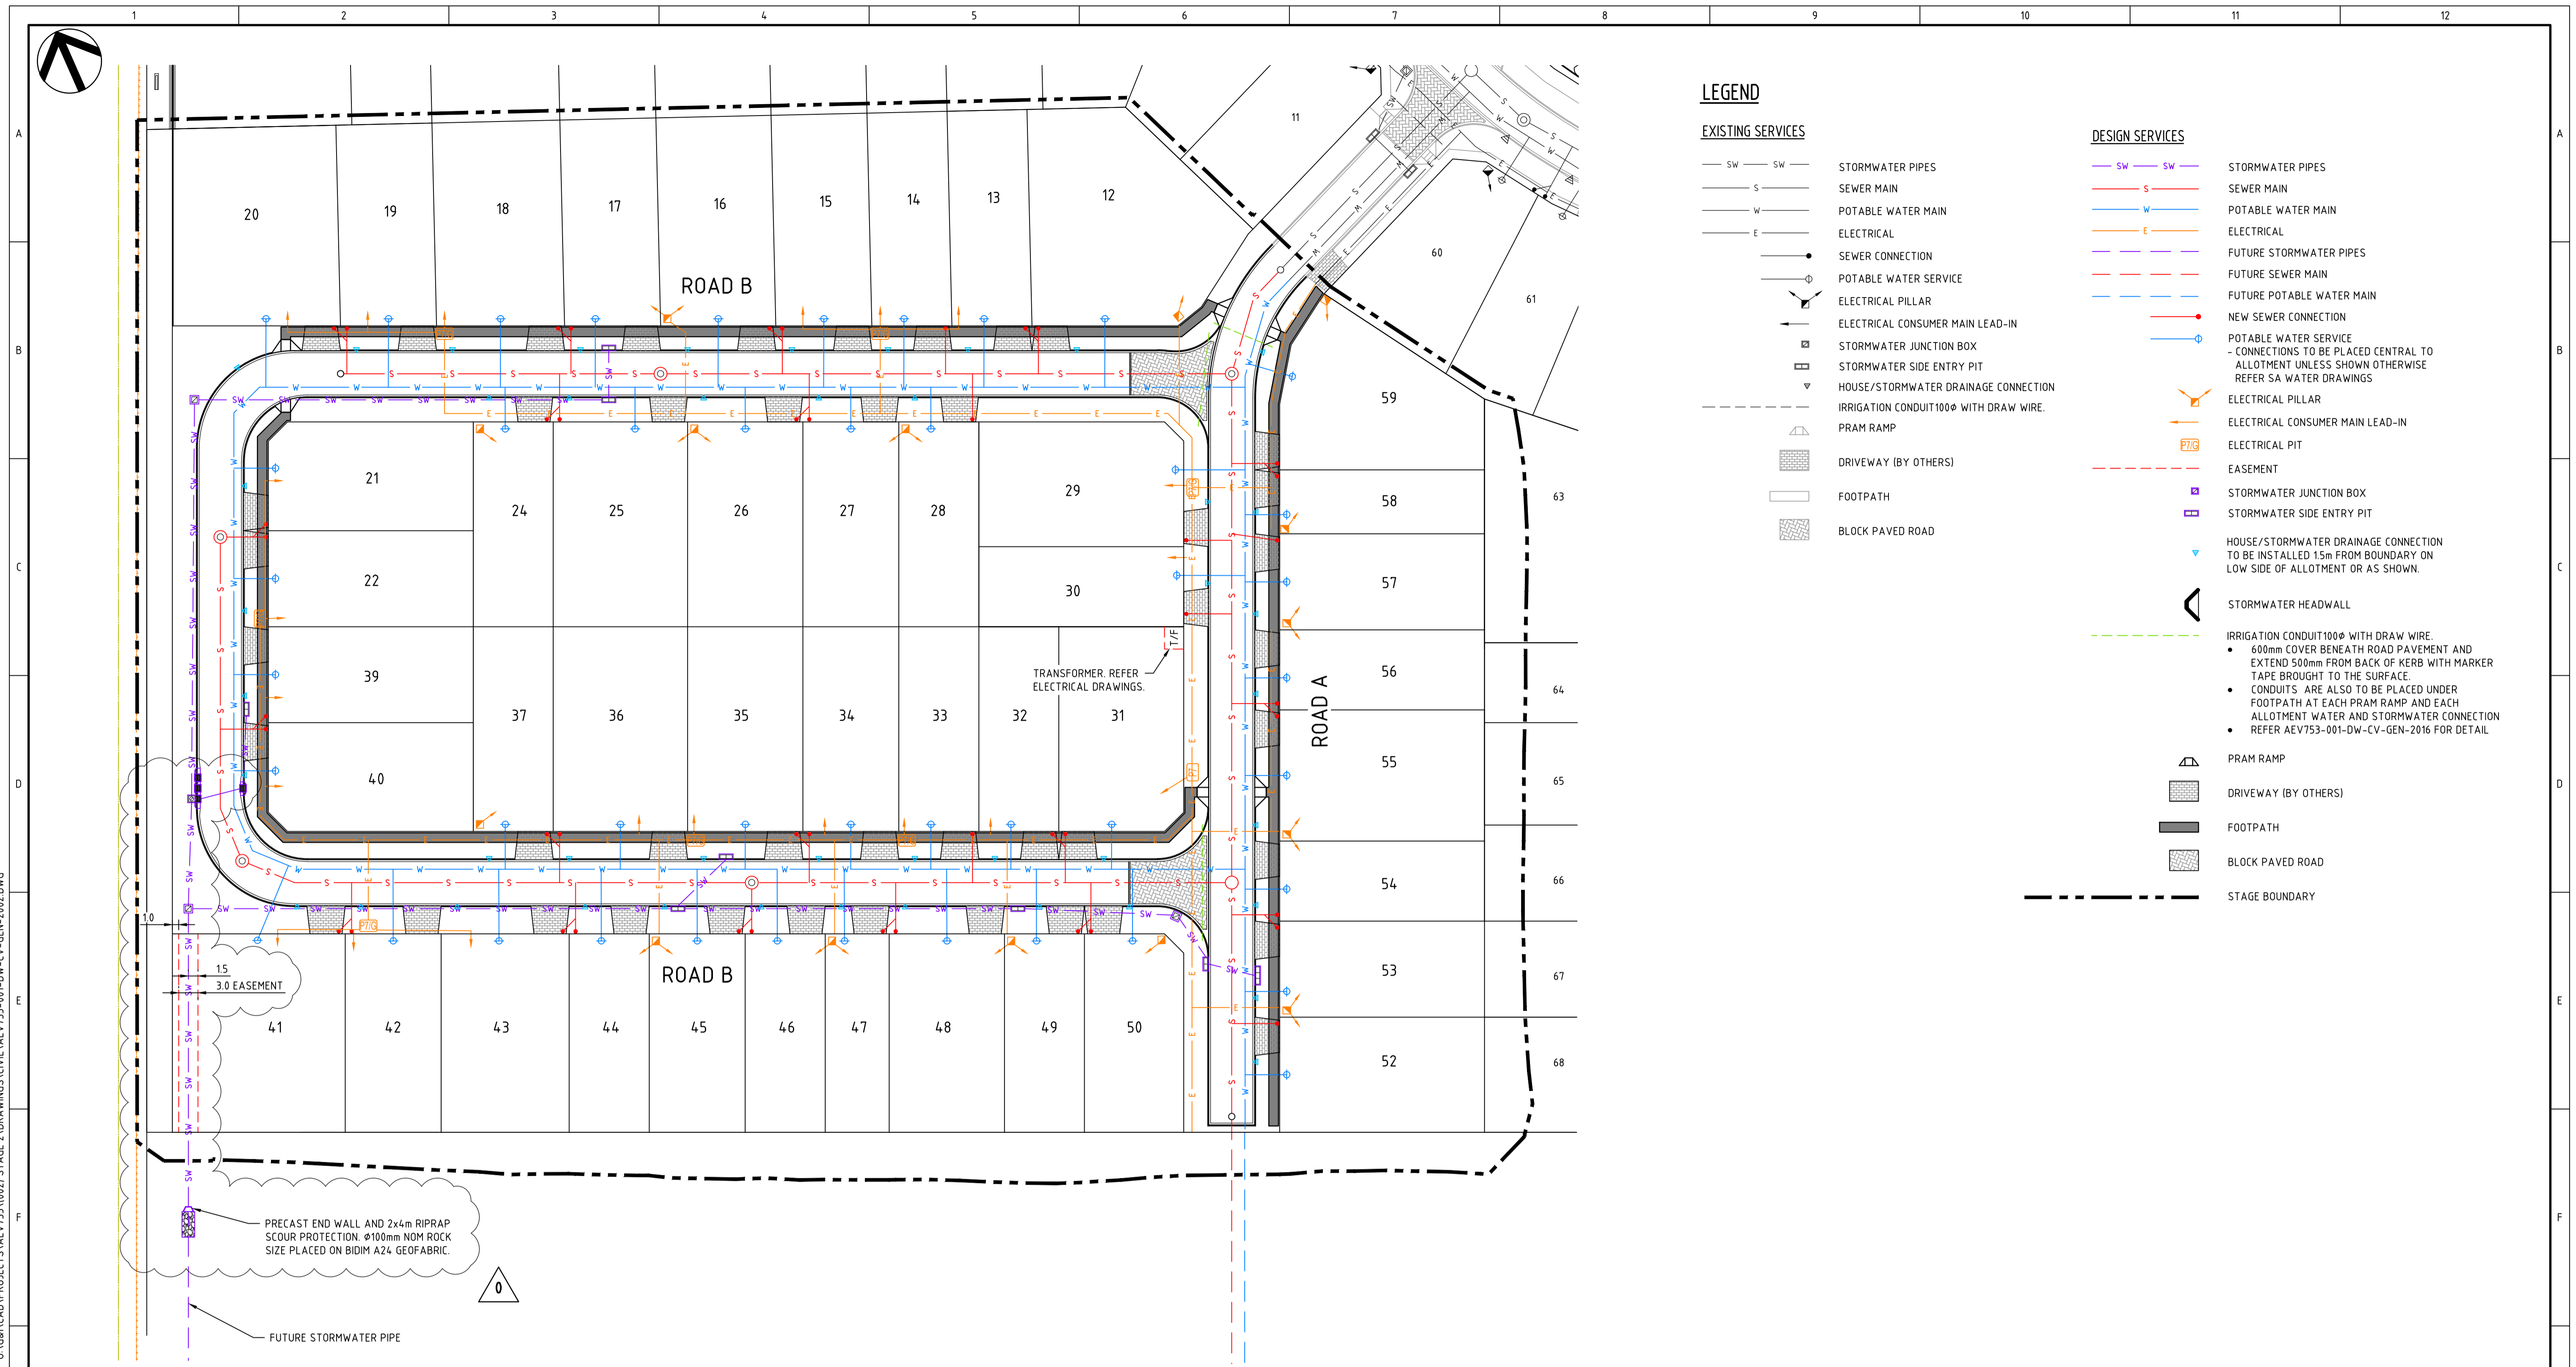 1 2 3 4 5 6 7 8 9 10 11 12
A A
B B
C C
D D
E E
F F
11
20 19 18 17 16 15 14 13 12
60
61
ROAD B
59
21 24 25 26 27 28 29
58
63
22
30
57
T/F
TRANSFORMER. REFER
ELECTRICAL DRAWINGS.
39
56
64
37 36 35 34 33 32 31
ROAD A
55
65
40
P7
54
66
P7/G
1.0
1.5
3.0 EASEMENT
ROAD B
53
67
41 42 43 44 45 46 47 48 49 50
52
68
PRECAST END WALL AND 2x4m RIPRAP
SCOUR PROTECTION. Ø100mm NOM ROCK
SIZE PLACED ON BIDIM A24 GEOFABRIC.
0
FUTURE STORMWATER PIPE
LEGEND
EXISTING SERVICES
SW SW STORMWATER PIPES
S SEWER MAIN
W POTABLE WATER MAIN
E ELECTRICAL
SEWER CONNECTION
POTABLE WATER SERVICE
ELECTRICAL PILLAR
ELECTRICAL CONSUMER MAIN LEAD-IN
STORMWATER JUNCTION BOX
STORMWATER SIDE ENTRY PIT
HOUSE/STORMWATER DRAINAGE CONNECTION
IRRIGATION CONDUIT100Ø WITH DRAW WIRE.
PRAM RAMP
DRIVEWAY (BY OTHERS)
FOOTPATH
BLOCK PAVED ROAD
DESIGN SERVICES
SW SW STORMWATER PIPES
S SEWER MAIN
W POTABLE WATER MAIN
E ELECTRICAL
FUTURE STORMWATER PIPES
FUTURE SEWER MAIN
FUTURE POTABLE WATER MAIN
NEW SEWER CONNECTION
POTABLE WATER SERVICE
- CONNECTIONS TO BE PLACED CENTRAL TO
ALLOTMENT UNLESS SHOWN OTHERWISE
REFER SA WATER DRAWINGS
ELECTRICAL PILLAR
ELECTRICAL CONSUMER MAIN LEAD-IN
P7/G ELECTRICAL PIT
EASEMENT
STORMWATER JUNCTION BOX
STORMWATER SIDE ENTRY PIT
HOUSE/STORMWATER DRAINAGE CONNECTION
TO BE INSTALLED 1.5m FROM BOUNDARY ON
LOW SIDE OF ALLOTMENT OR AS SHOWN.
STORMWATER HEADWALL
IRRIGATION CONDUIT100Ø WITH DRAW WIRE.
• 600mm COVER BENEATH ROAD PAVEMENT AND
EXTEND 500mm FROM BACK OF KERB WITH MARKER
TAPE BROUGHT TO THE SURFACE.
• CONDUITS ARE ALSO TO BE PLACED UNDER
FOOTPATH AT EACH PRAM RAMP AND EACH
ALLOTMENT WATER AND STORMWATER CONNECTION
• REFER AEV753-001-DW-CV-GEN-2016 FOR DETAIL
PRAM RAMP
DRIVEWAY (BY OTHERS)
FOOTPATH
BLOCK PAVED ROAD
STAGE BOUNDARY